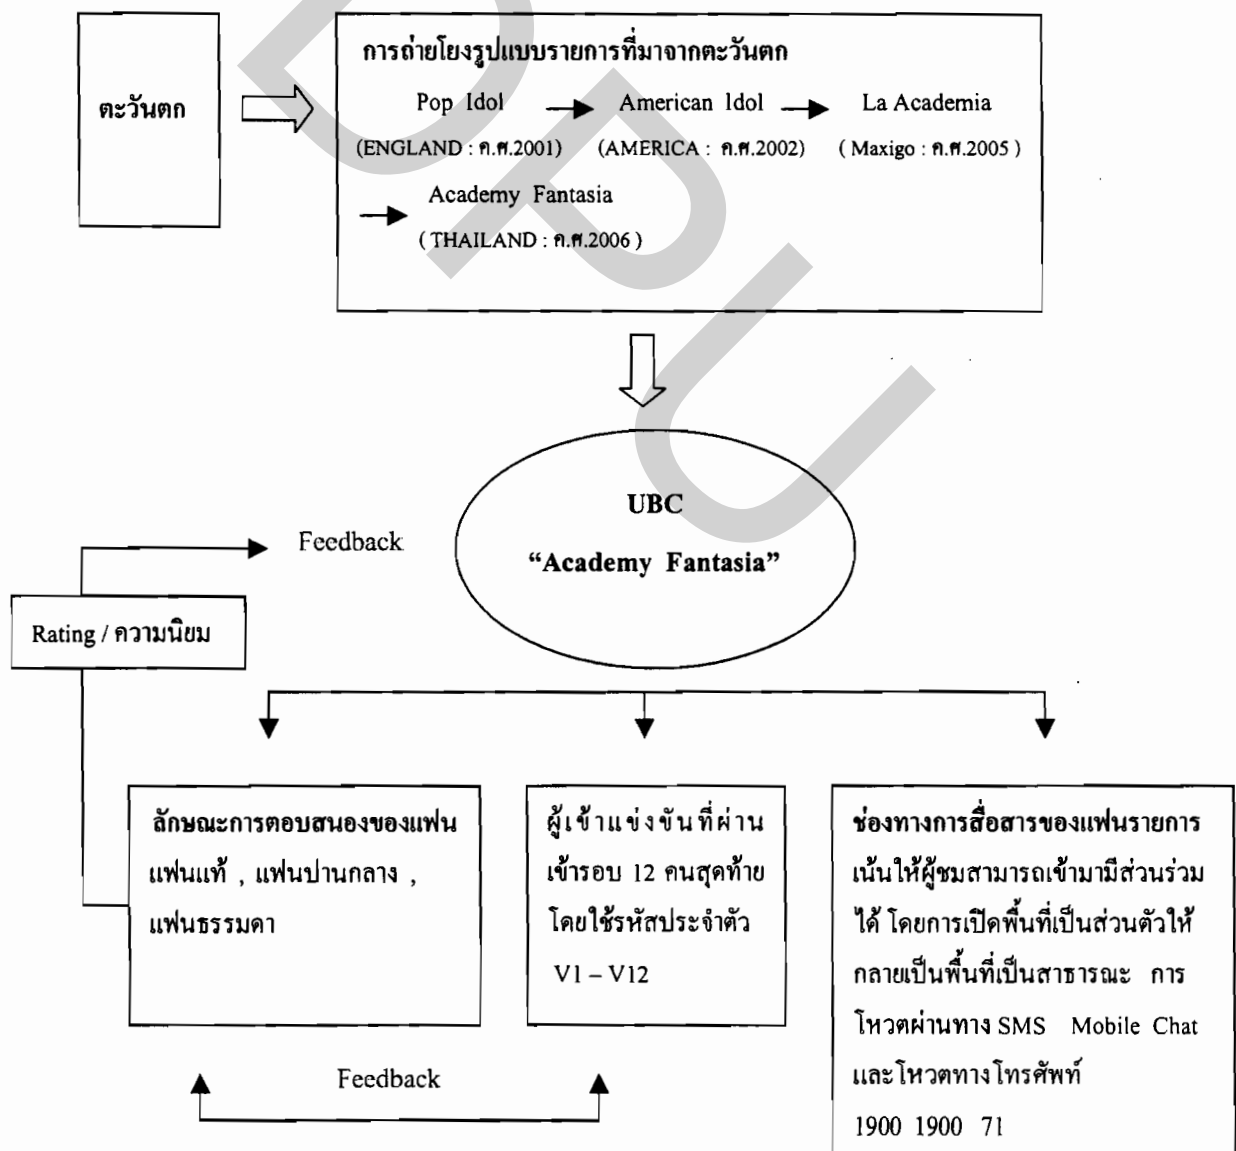 ตะวันตก
การถ่ายโยงรูปแบบรายการที่มาจากตะวันตก
Pop Idol American Idol La Academia
(ENGLAND : ค.ศ.2001) (AMERICA : ค.ศ.2002) ( Maxigo : ค.ศ.2005 )
Academy Fantasia
( THAILAND : ค.ศ.2006 )
UBC
“Academy Fantasia”
Feedback
Rating / ความนิยม
ลักษณะการตอบสนองของแฟน
แฟนแท้ , แฟนปานกลาง ,
แฟนธรรมดา
ผู้เข้าแข่งขันที่ผ่าน
เข้ารอบ 12 คนสุดท้าย
โดยใช้รหัสประจำตัว
V1 – V12
ช่องทางการสื่อสารของแฟนรายการ
เน้นให้ผู้ชมสามารถเข้ามามีส่วนร่วม
ได้ โดยการเปิดพื้นที่เป็นส่วนตัวให้
กลายเป็นพื้นที่เป็นสาธารณะ การ
โหวตผ่านทาง SMS Mobile Chat
และโหวตทางโทรศัพท์
1900 1900 71
Feedback
DPU